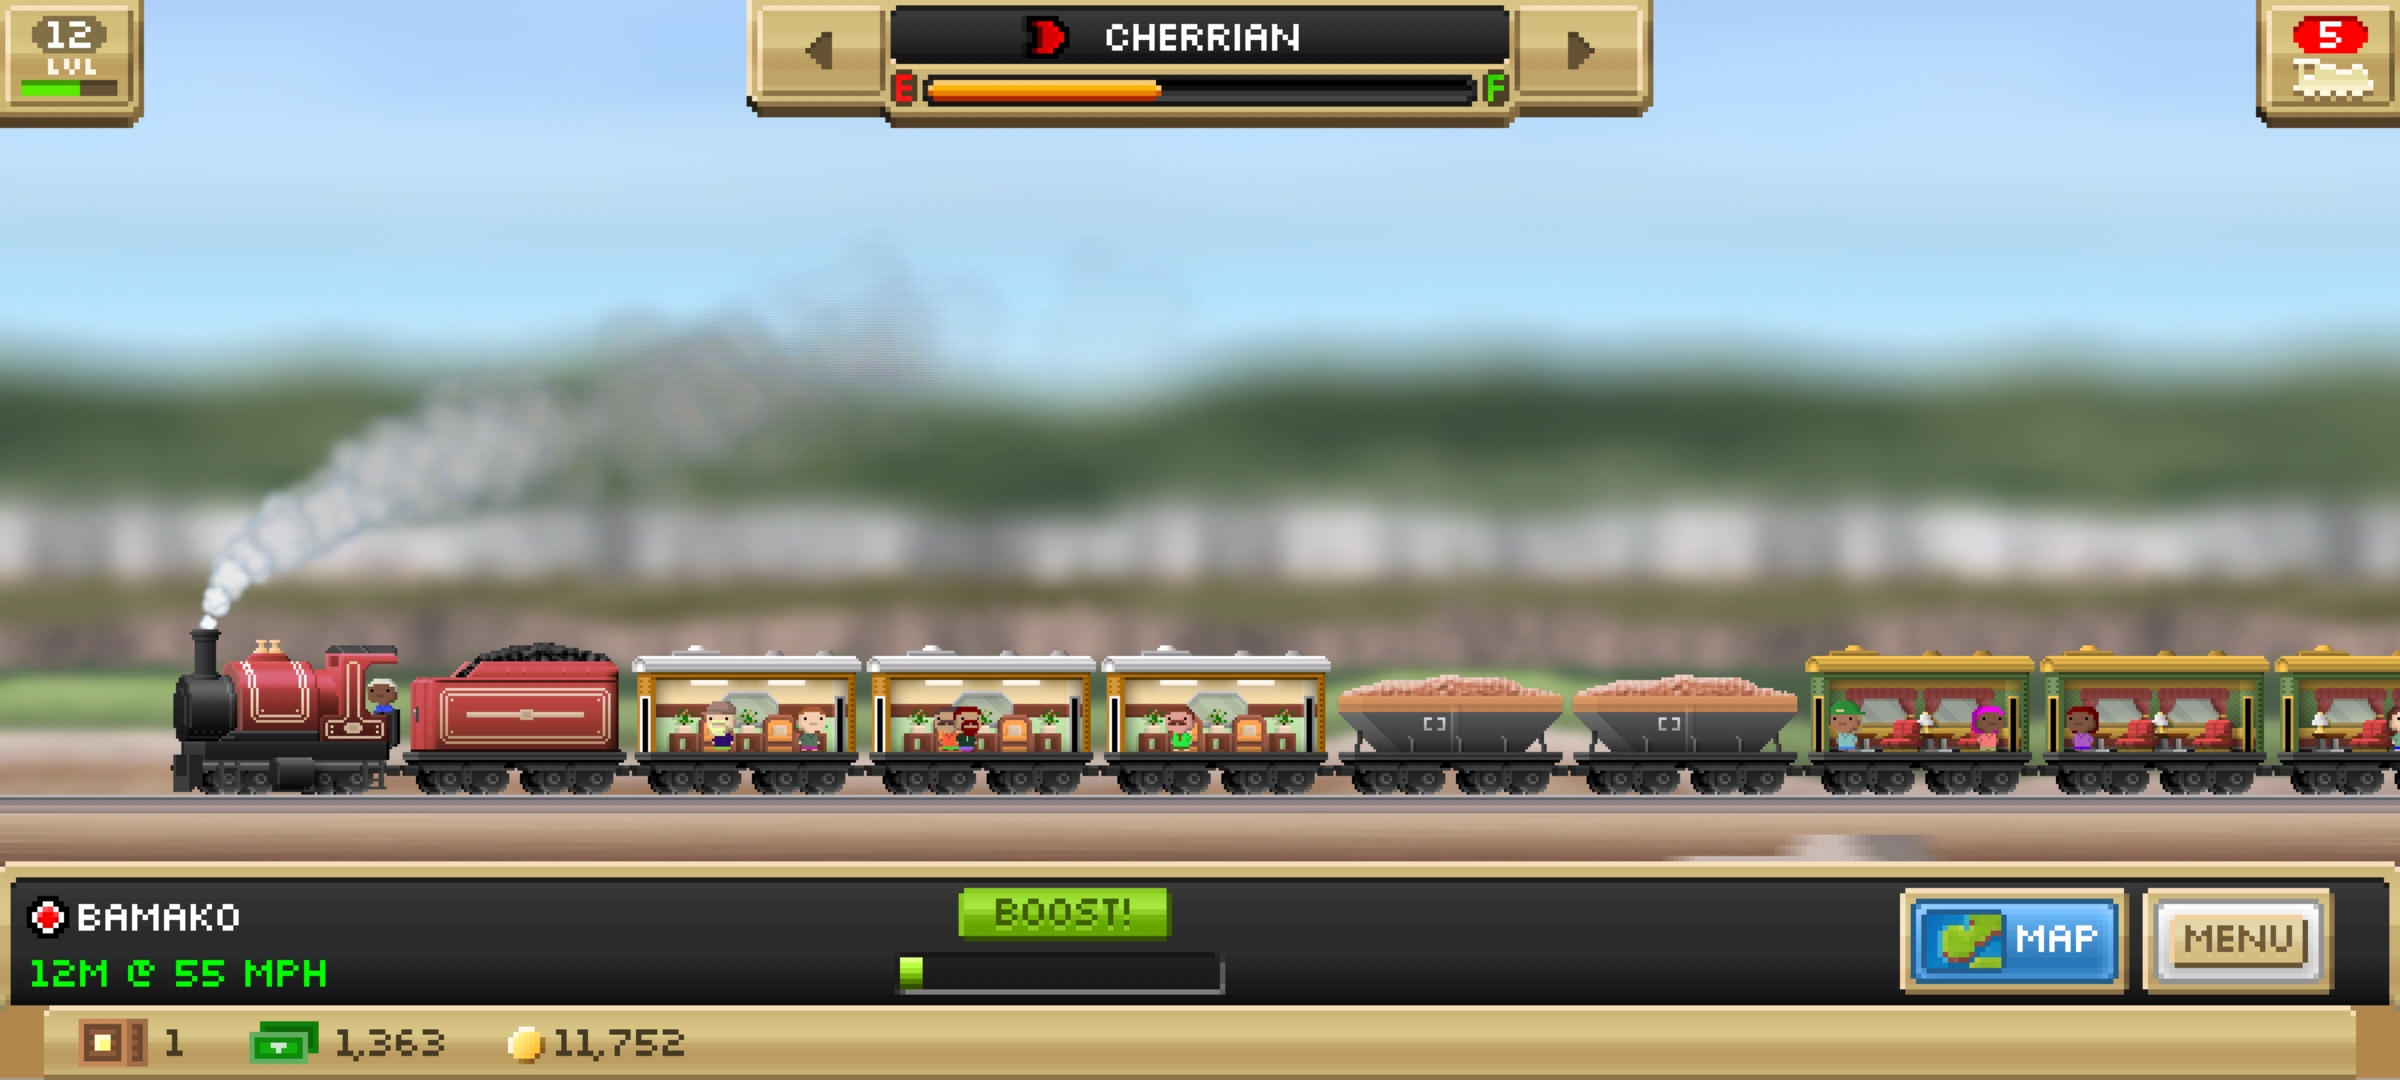 12
LVL
CHERRIAN
E F
5
BAMAKO
12M @ 55 MPH
BOOST!
MAP
MENU
1
1,363
11,752